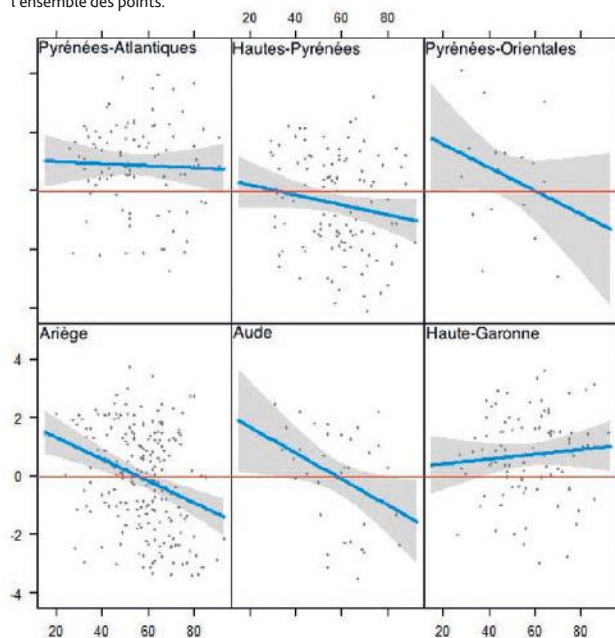 l'ensemble des points.
20 40 60 80
Pyrénées-Atlantiques Hautes-Pyrénées Pyrénées-Orientales
Ariège Aude Haute-Garonne
4
2
0
-2
-4
20 40 60 80 20 40 60 80